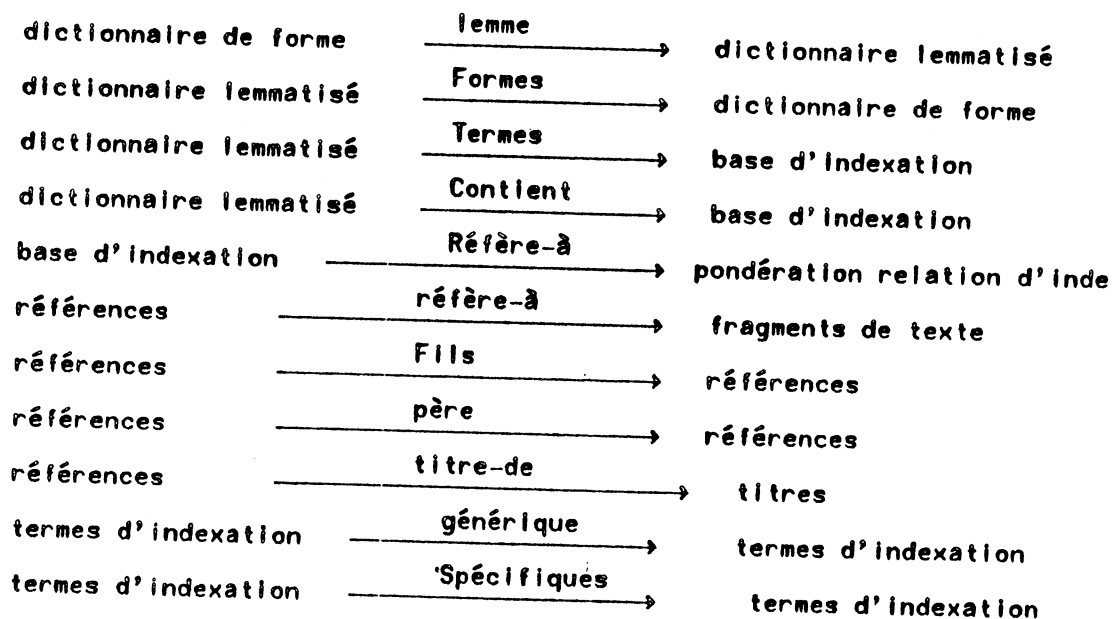 dictionnaire de forme lemme dictionnaire lemmatisé
dictionnaire lemmatisé Formes dictionnaire de forme
dictionnaire lemmatisé Termes base d'indexation
dictionnaire lemmatisé Contient base d'indexation
base d'indexation Réfère-à pondération relation d'inde
références réfère-à fragments de texte
références Fils références
références père références
références titre-de titres
termes d'indexation générique termes d'indexation
termes d'indexation Spécifiques termes d'indexation